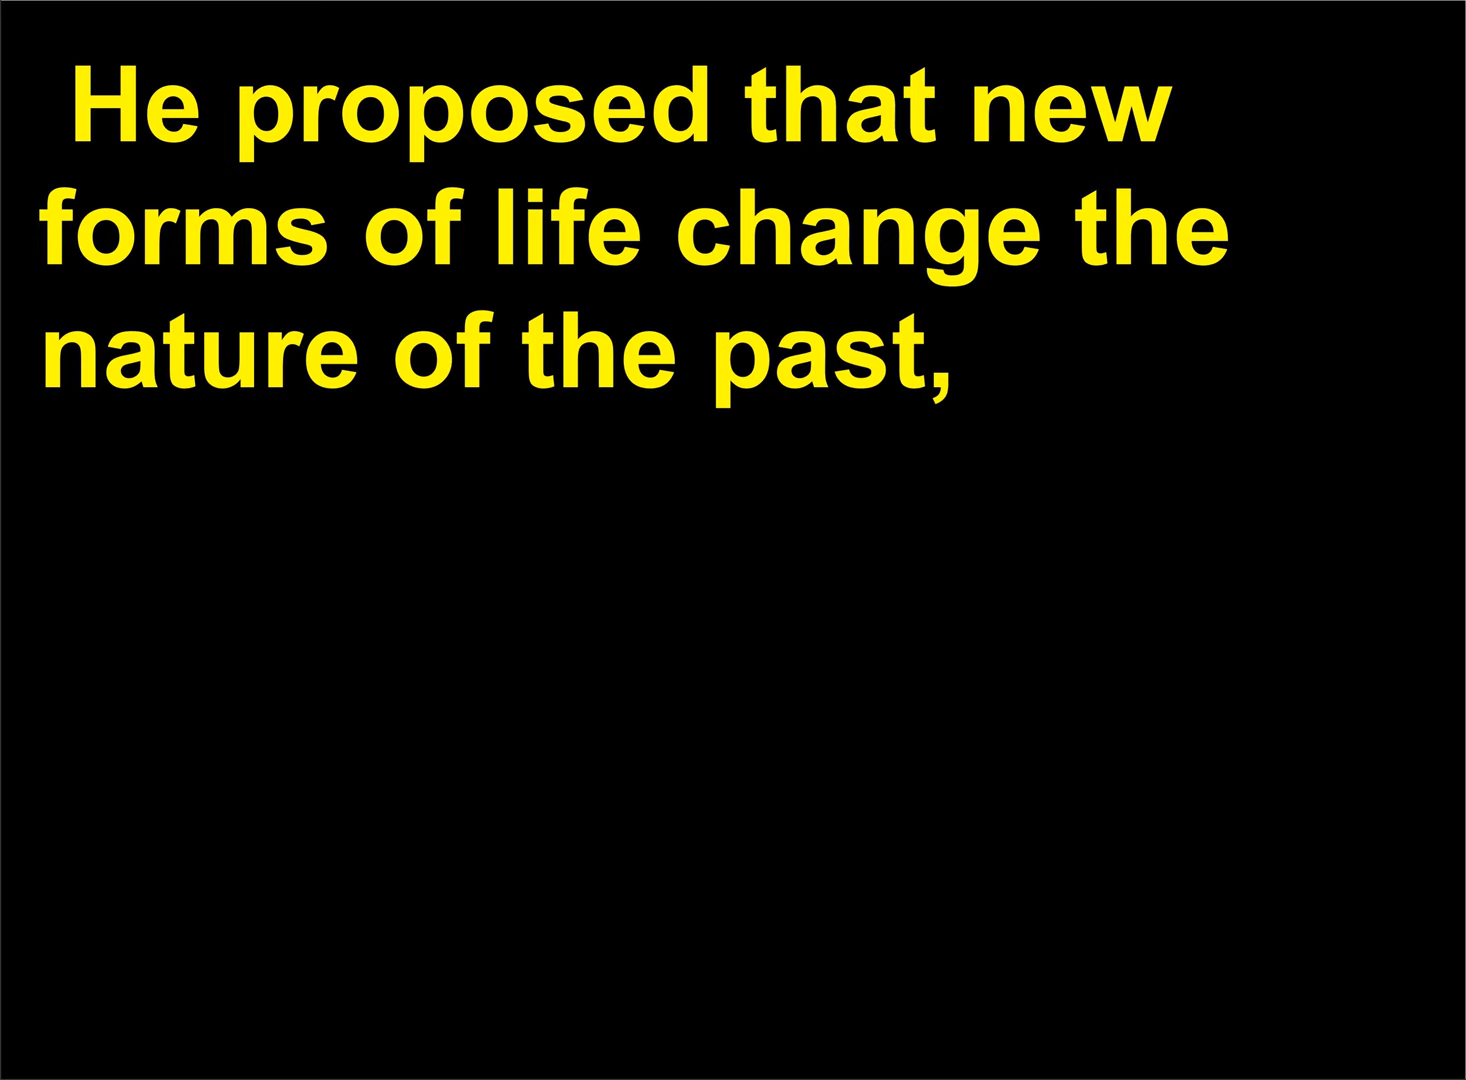 He proposed that new
forms of life change the
nature of the past,